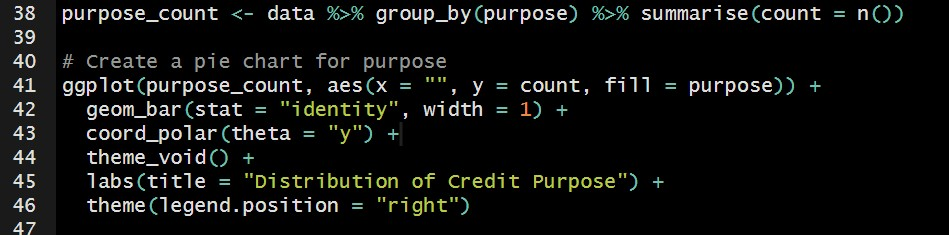 38 purpose_count <- data %>% group_by(purpose) %>% summarise(count = n())
39
40 # Create a pie chart for purpose
41 ggplot(purpose_count, aes(x = "", y = count, fill = purpose)) +
42   geom_bar(stat = "identity", width = 1) +
43   coord_polar(theta = "y") +
44   theme_void() +
45   labs(title = "Distribution of Credit Purpose") +
46   theme(legend.position = "right")
47